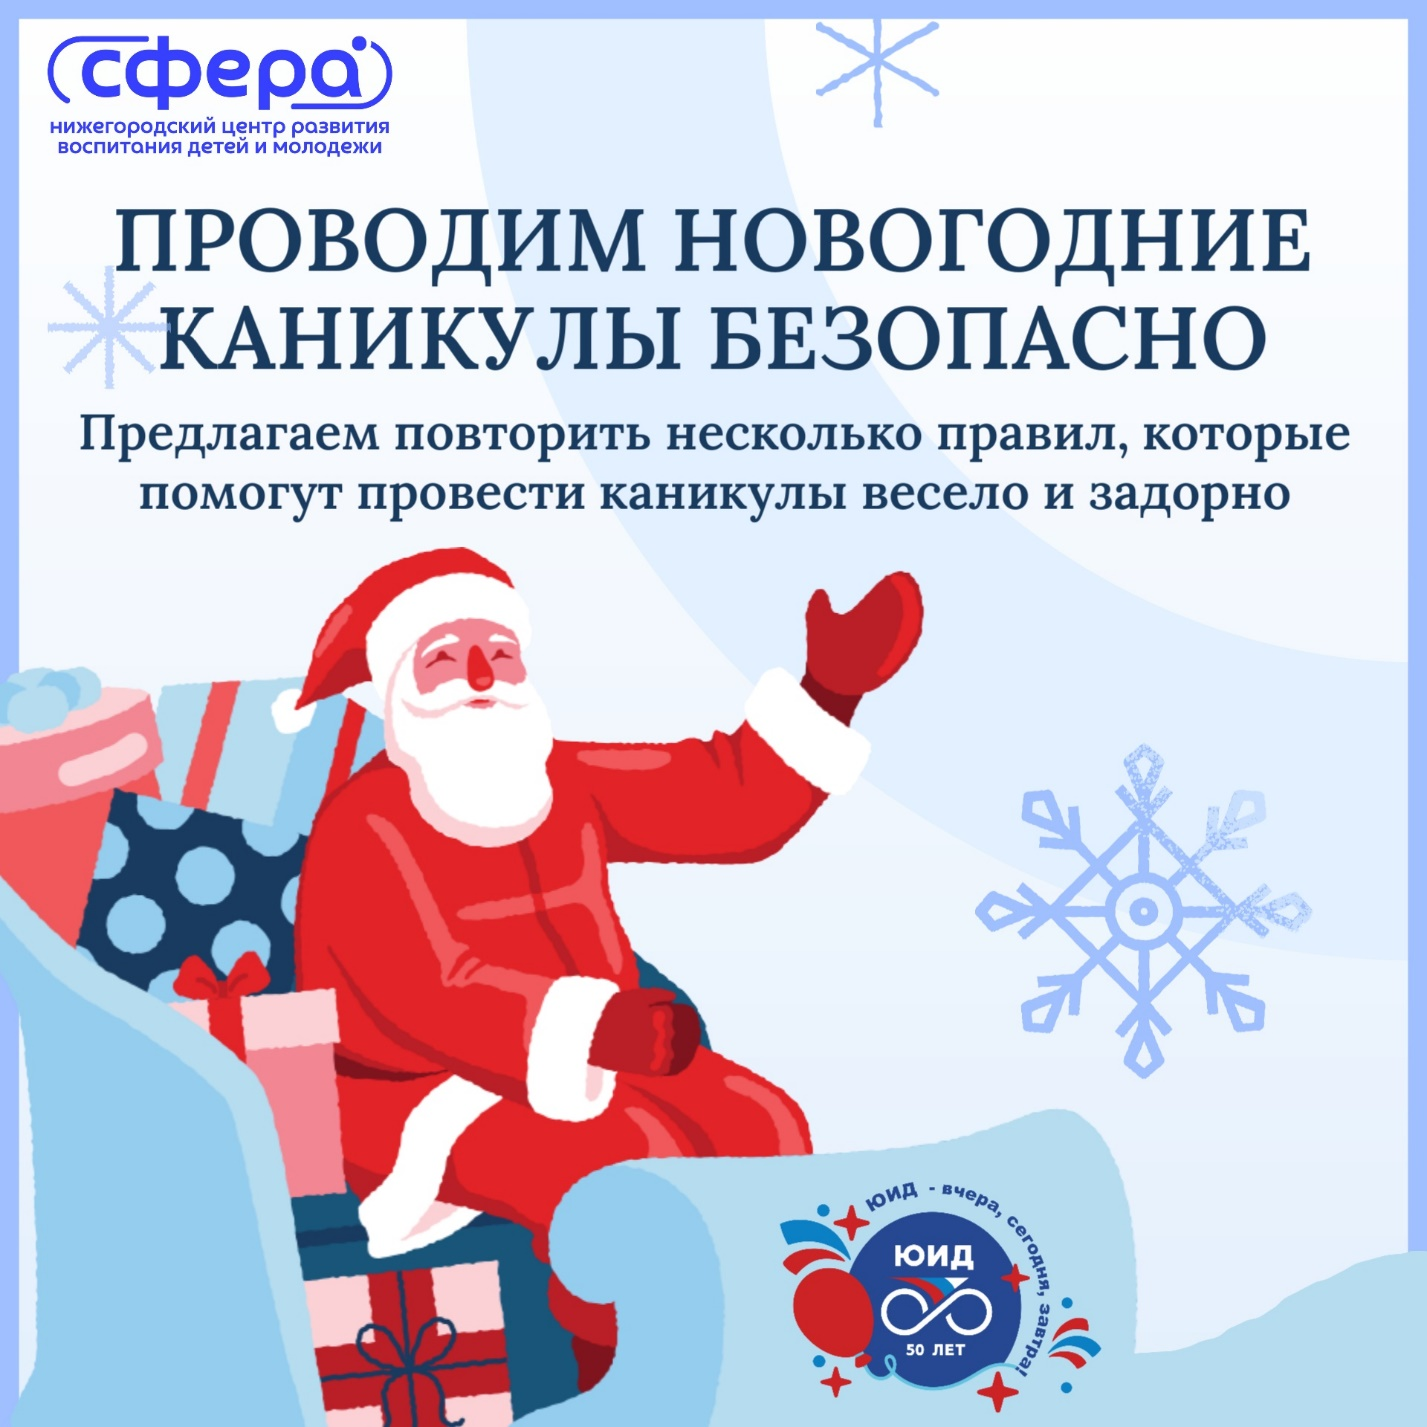 сфера
нижегородский центр развития
воспитания детей и молодежи
ПРОВОДИМ НОВОГОДНИЕ
КАНИКУЛЫ БЕЗОПАСНО
Предлагаем повторить несколько правил, которые
помогут провести каникулы весело и задорно
ЮИД - вчера, сегодня, завтра!
ЮИД
50 ЛЕТ